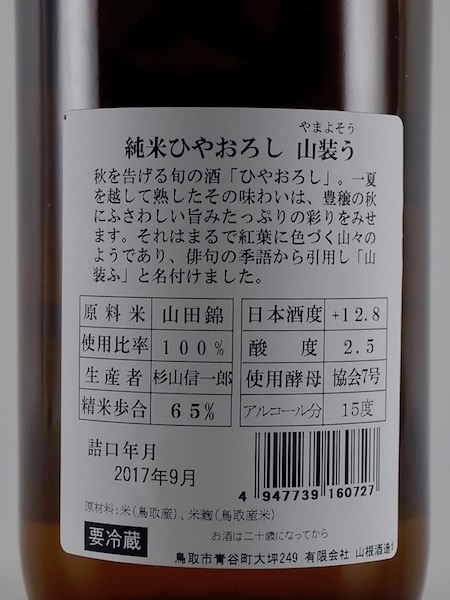 やまよそう
純米ひやおろし 山装う
秋を告げる旬の酒「ひやおろし」。一夏
を越して熟したその味わいは、豊穣の秋
にふさわしい旨みたっぷりの彩りをみせ
ます。それはまるで紅葉に色づく山々の
ようであり、俳句の季語から引用し「山
装ふ」と名付けました。
原料米 山田錦 日本酒度 +12.8
使用比率 100% 酸度 2.5
生産者 杉山信一郎 使用酵母 協会7号
精米歩合 65% アルコール分 15度
詰口年月
2017年9月
4 947739 160727
原材料:米(鳥取産)、米麹(鳥取産米)
要冷蔵 お酒は二十歳になってから
鳥取市青谷町大坪249 有限会社 山根酒造